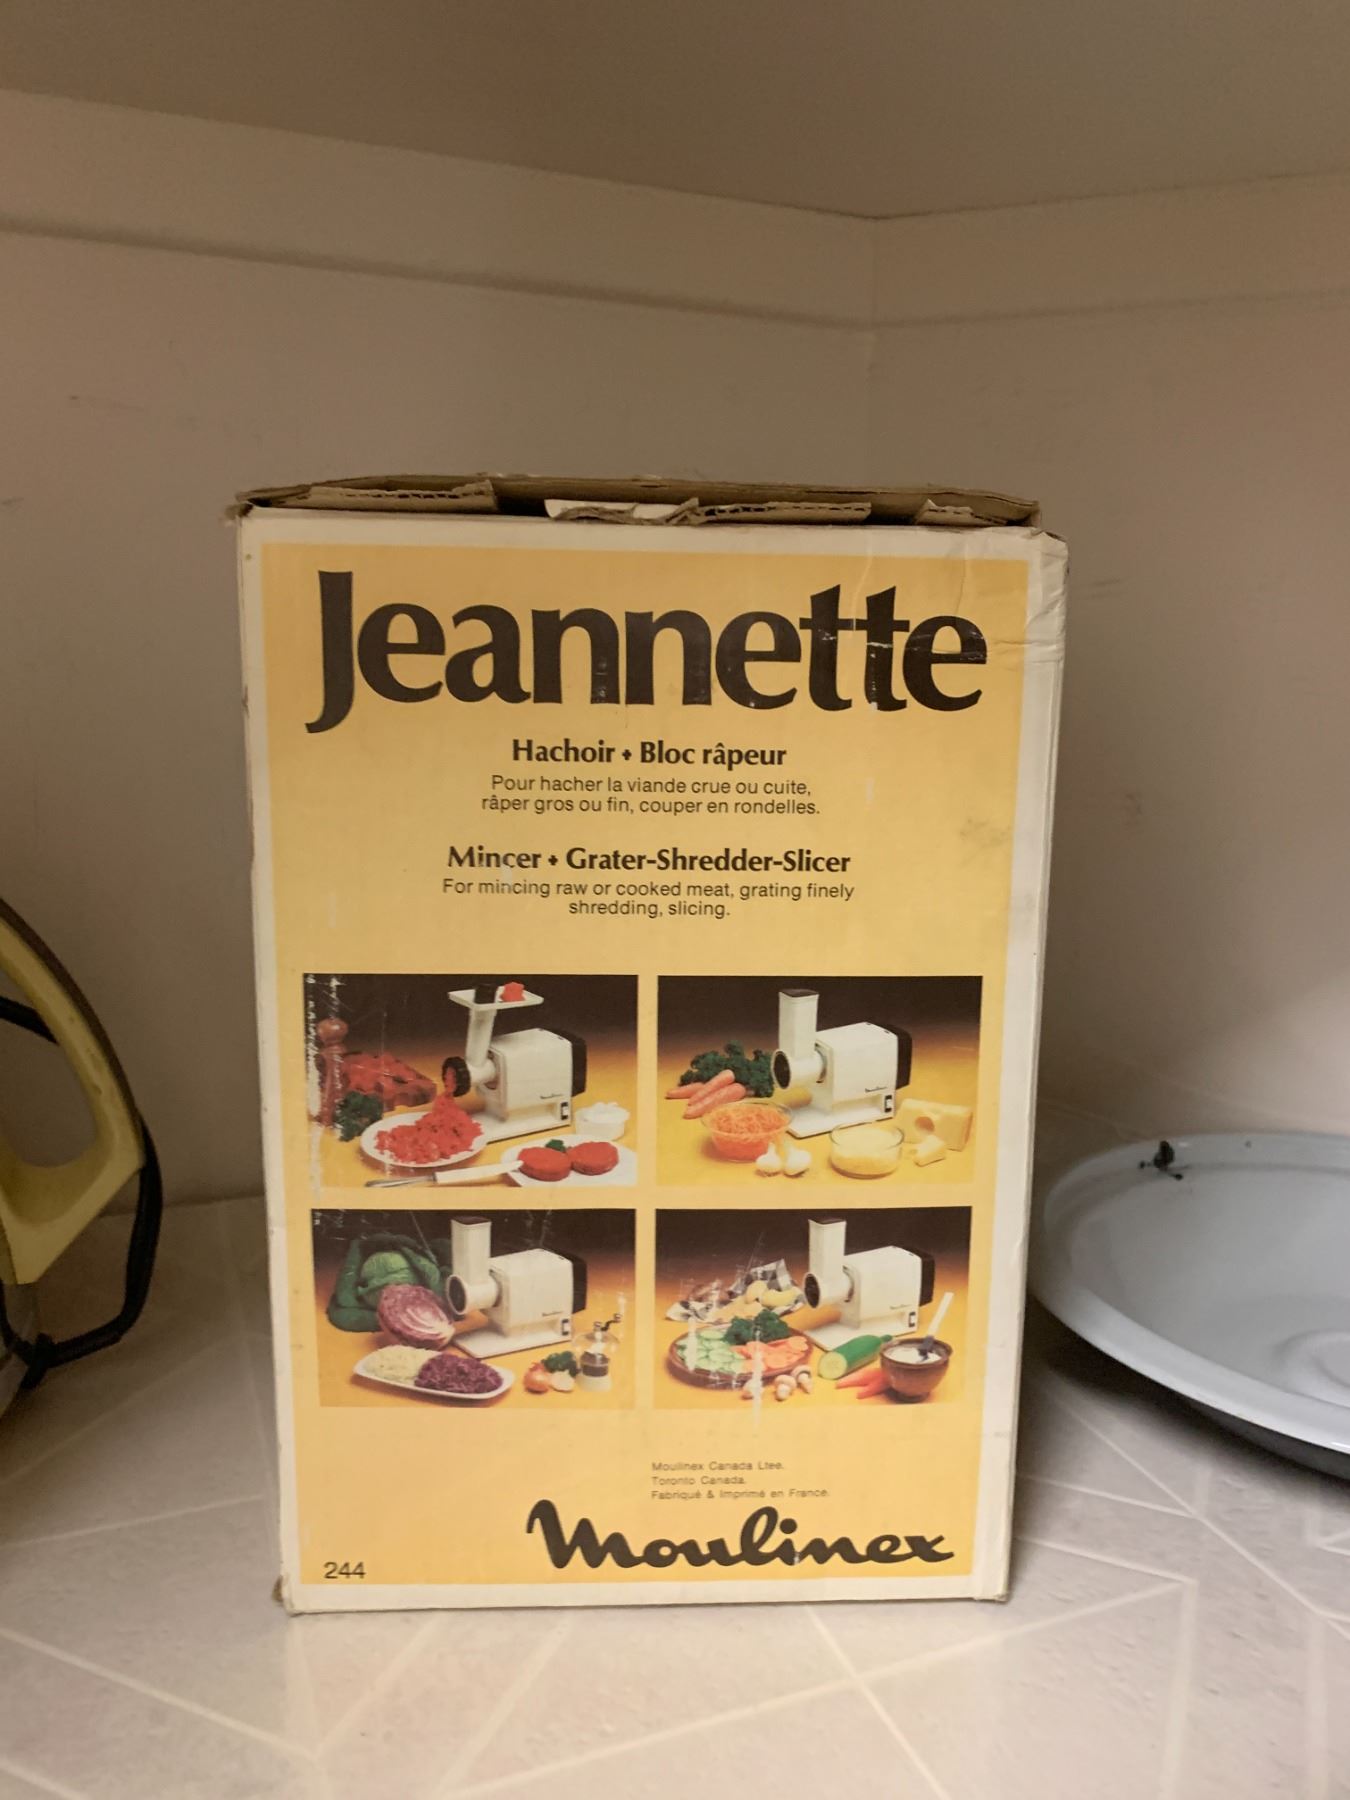 Jeannette
Hachoir + Bloc râpeur
Pour hacher la viande crue ou cuite,
râper gros ou fin, couper en rondelles.
Mincer + Grater-Shredder-Slicer
For mincing raw or cooked meat, grating finely
shredding, slicing.
Moulinex Canada Ltee.
Toronto Canada.
Fabriqué & Imprimé en France.
Moulinex
244